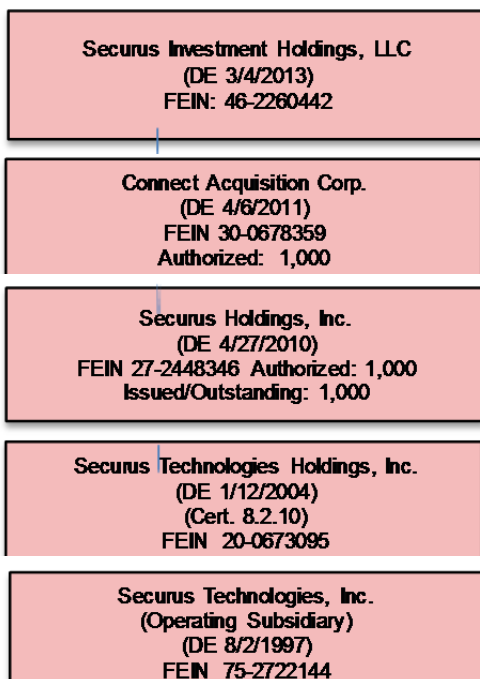 Securus Investment Holdings, LLC
(DE 3/4/2013)
FEIN: 46-2260442
Connect Acquisition Corp.
(DE 4/6/2011)
FEIN 30-0678359
Authorized: 1,000
Securus Holdings, Inc.
(DE 4/27/2010)
FEIN 27-2448346 Authorized: 1,000
Issued/Outstanding: 1,000
Securus Technologies Holdings, Inc.
(DE 1/12/2004)
(Cert. 8.2.10)
FEIN 20-0673095
Securus Technologies, Inc.
(Operating Subsidiary)
(DE 8/2/1997)
FEIN 75-2722144